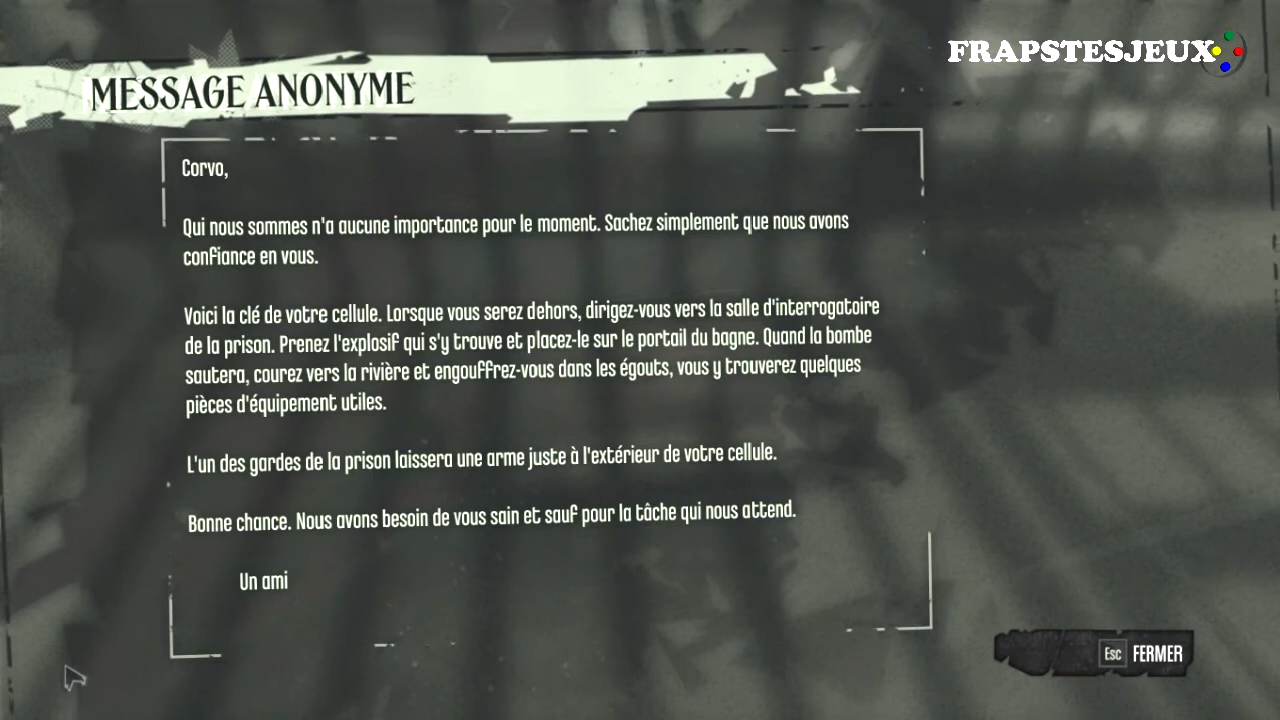 FRAPSTESJEUX
MESSAGE ANONYME
Corvo,
Qui nous sommes n'a aucune importance pour le moment. Sachez simplement que nous avons
confiance en vous.
Voici la clé de votre cellule. Lorsque vous serez dehors, dirigez-vous vers la salle d'interrogatoire
de la prison. Prenez l'explosif qui s'y trouve et placez-le sur le portail du bagne. Quand la bombe
sautera, courez vers la rivière et engouffrez-vous dans les égouts, vous y trouverez quelques
pièces d'équipement utiles.
L'un des gardes de la prison laissera une arme juste à l'extérieur de votre cellule.
Bonne chance. Nous avons besoin de vous sain et sauf pour la tâche qui nous attend.
Un ami
Esc FERMER